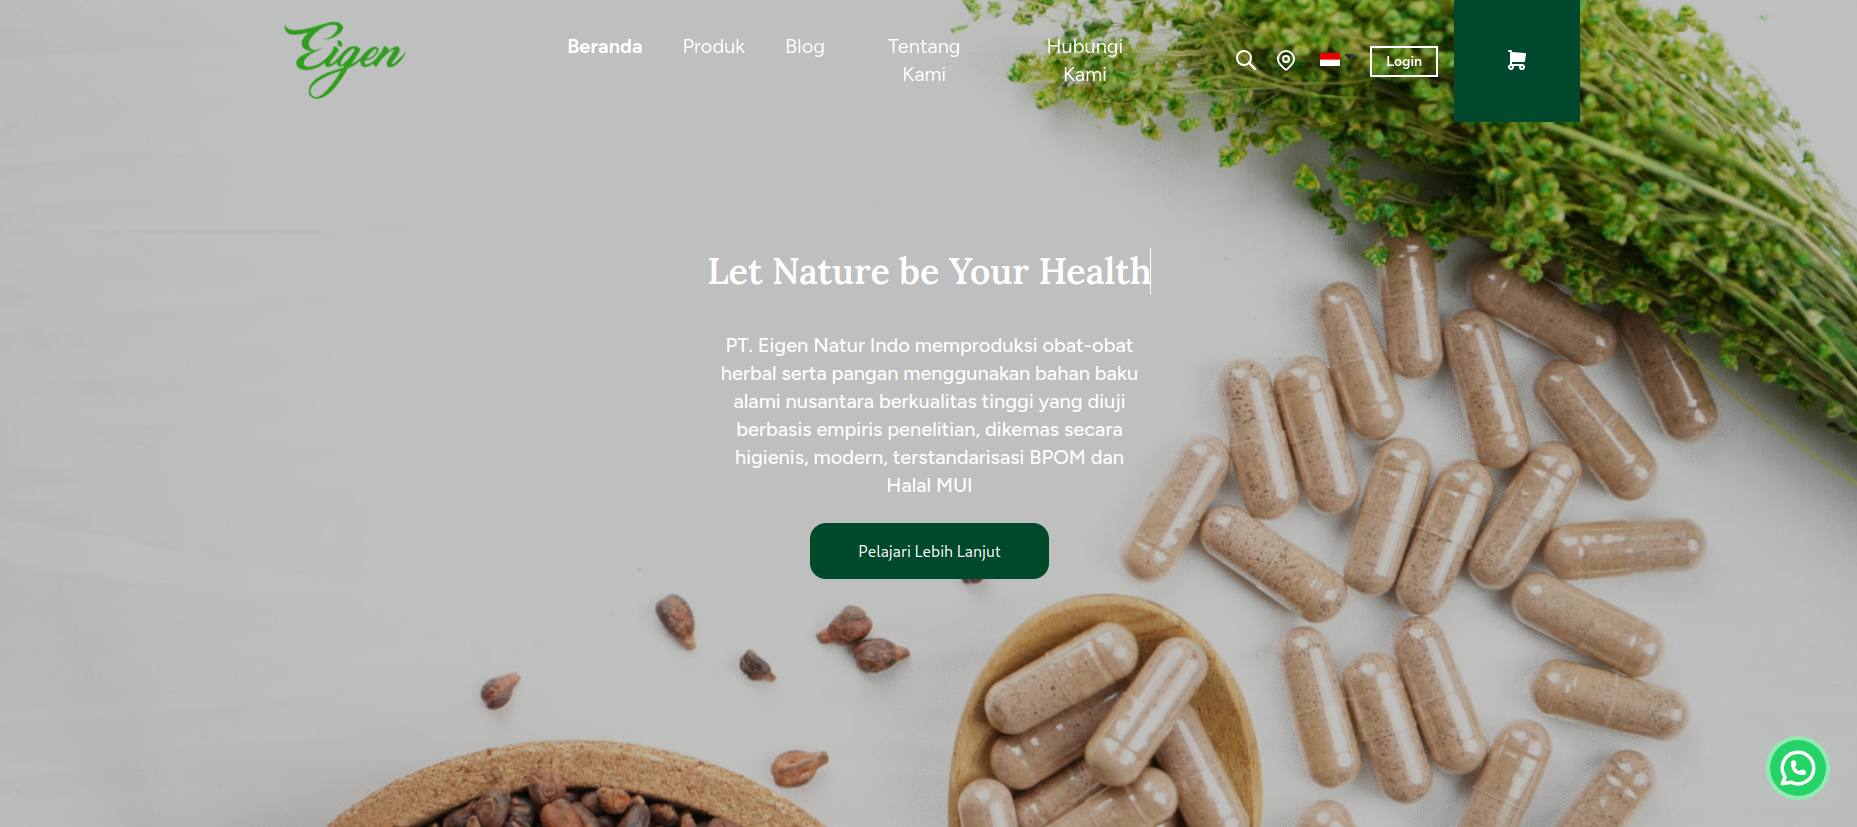 Eigen
Beranda
Produk
Blog
Tentang
Kami
Hubungi
Kami
Login
Let Nature be Your Health
PT. Eigen Natur Indo memproduksi obat-obat
herbal serta pangan menggunakan bahan baku
alami nusantara berkualitas tinggi yang diuji
berbasis empiris penelitian, dikemas secara
higienis, modern, terstandarisasi BPOM dan
Halal MUI
Pelajari Lebih Lanjut